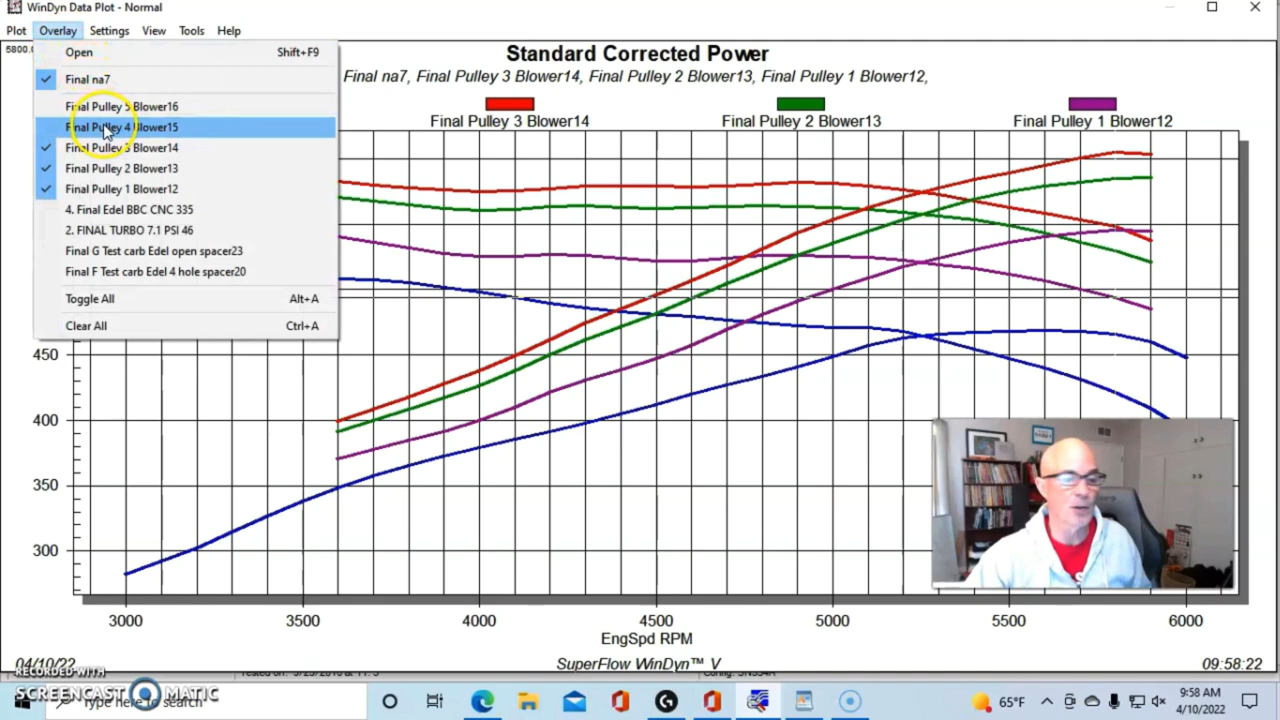 WinDyn Data Plot - Normal
Plot Overlay Settings View Tools Help
5800.
Open Shift+F9
Final na7
Final Pulley 5 Blower16
Final Pulley 4 Blower15
Final Pulley 3 Blower14
Final Pulley 2 Blower13
Final Pulley 1 Blower12
4. Final Edel BBC CNC 335
2. FINAL TURBO 7.1 PSI 46
Final G Test carb Edel open spacer23
Final F Test carb Edel 4 hole spacer20
Toggle All Alt+A
Clear All Ctrl+A
Standard Corrected Power
Final na7, Final Pulley 3 Blower14, Final Pulley 2 Blower13, Final Pulley 1 Blower12,
Final Pulley 3 Blower14 Final Pulley 2 Blower13 Final Pulley 1 Blower12
450
400
350
300
3000 3500 4000 4500 5000 5500 6000
EngSpd RPM
04/10/22 SuperFlow WinDyn™ V 09:58:22
RECORDED WITH
SCREENCAST MATIC
Type here to search
65°F
9:58 AM
4/10/2022